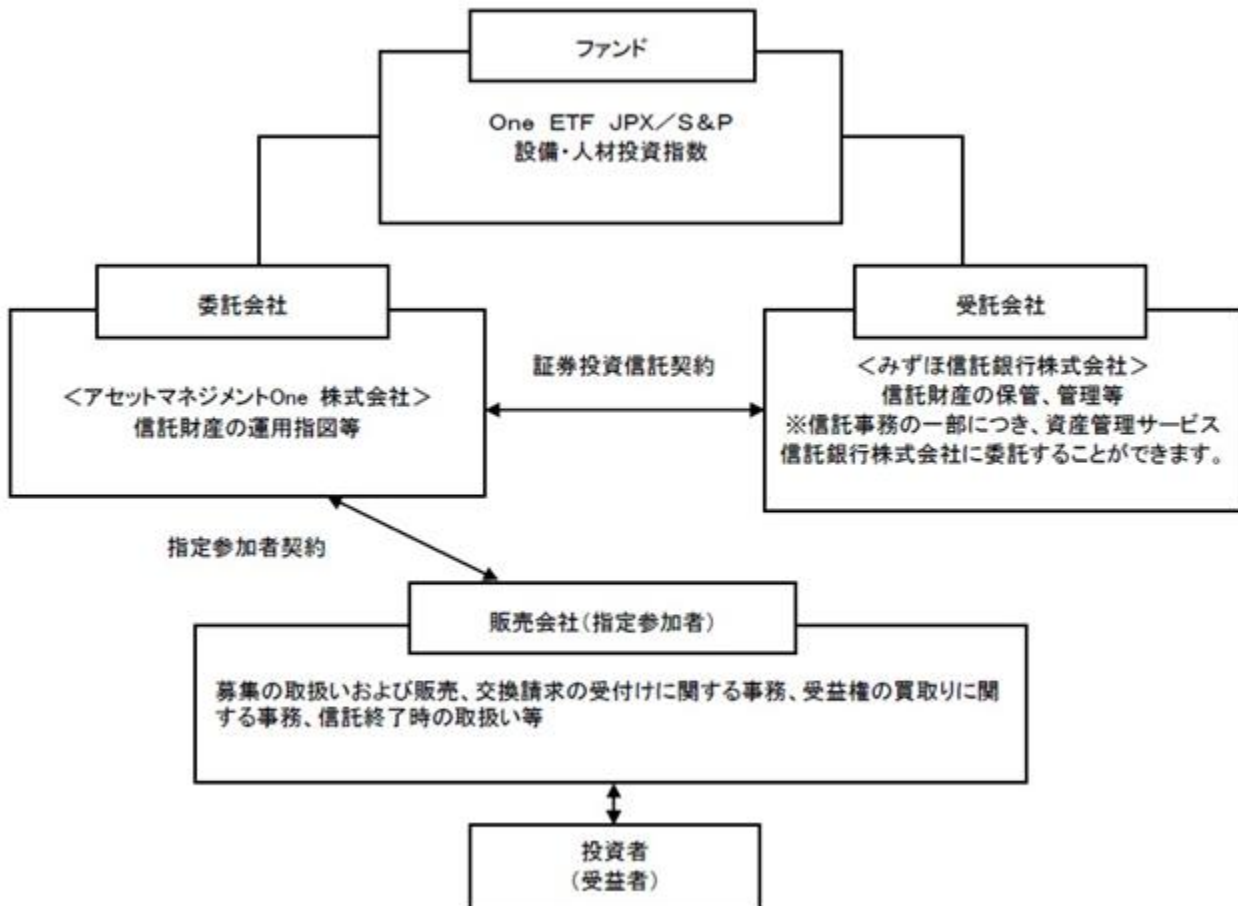 ファンド
One ETF JPX/S&P
設備・人材投資指数
委託会社
<アセットマネジメントOne 株式会社>
信託財産の運用指図等
証券投資信託契約
受託会社
<みずほ信託銀行株式会社>
信託財産の保管、管理等
※信託事務の一部につき、資産管理サービス
信託銀行株式会社に委託することができます。
指定参加者契約
販売会社(指定参加者)
募集の取扱いおよび販売、交換請求の受付けに関する事務、受益権の買取りに関
する事務、信託終了時の取扱い等
投資者
(受益者)